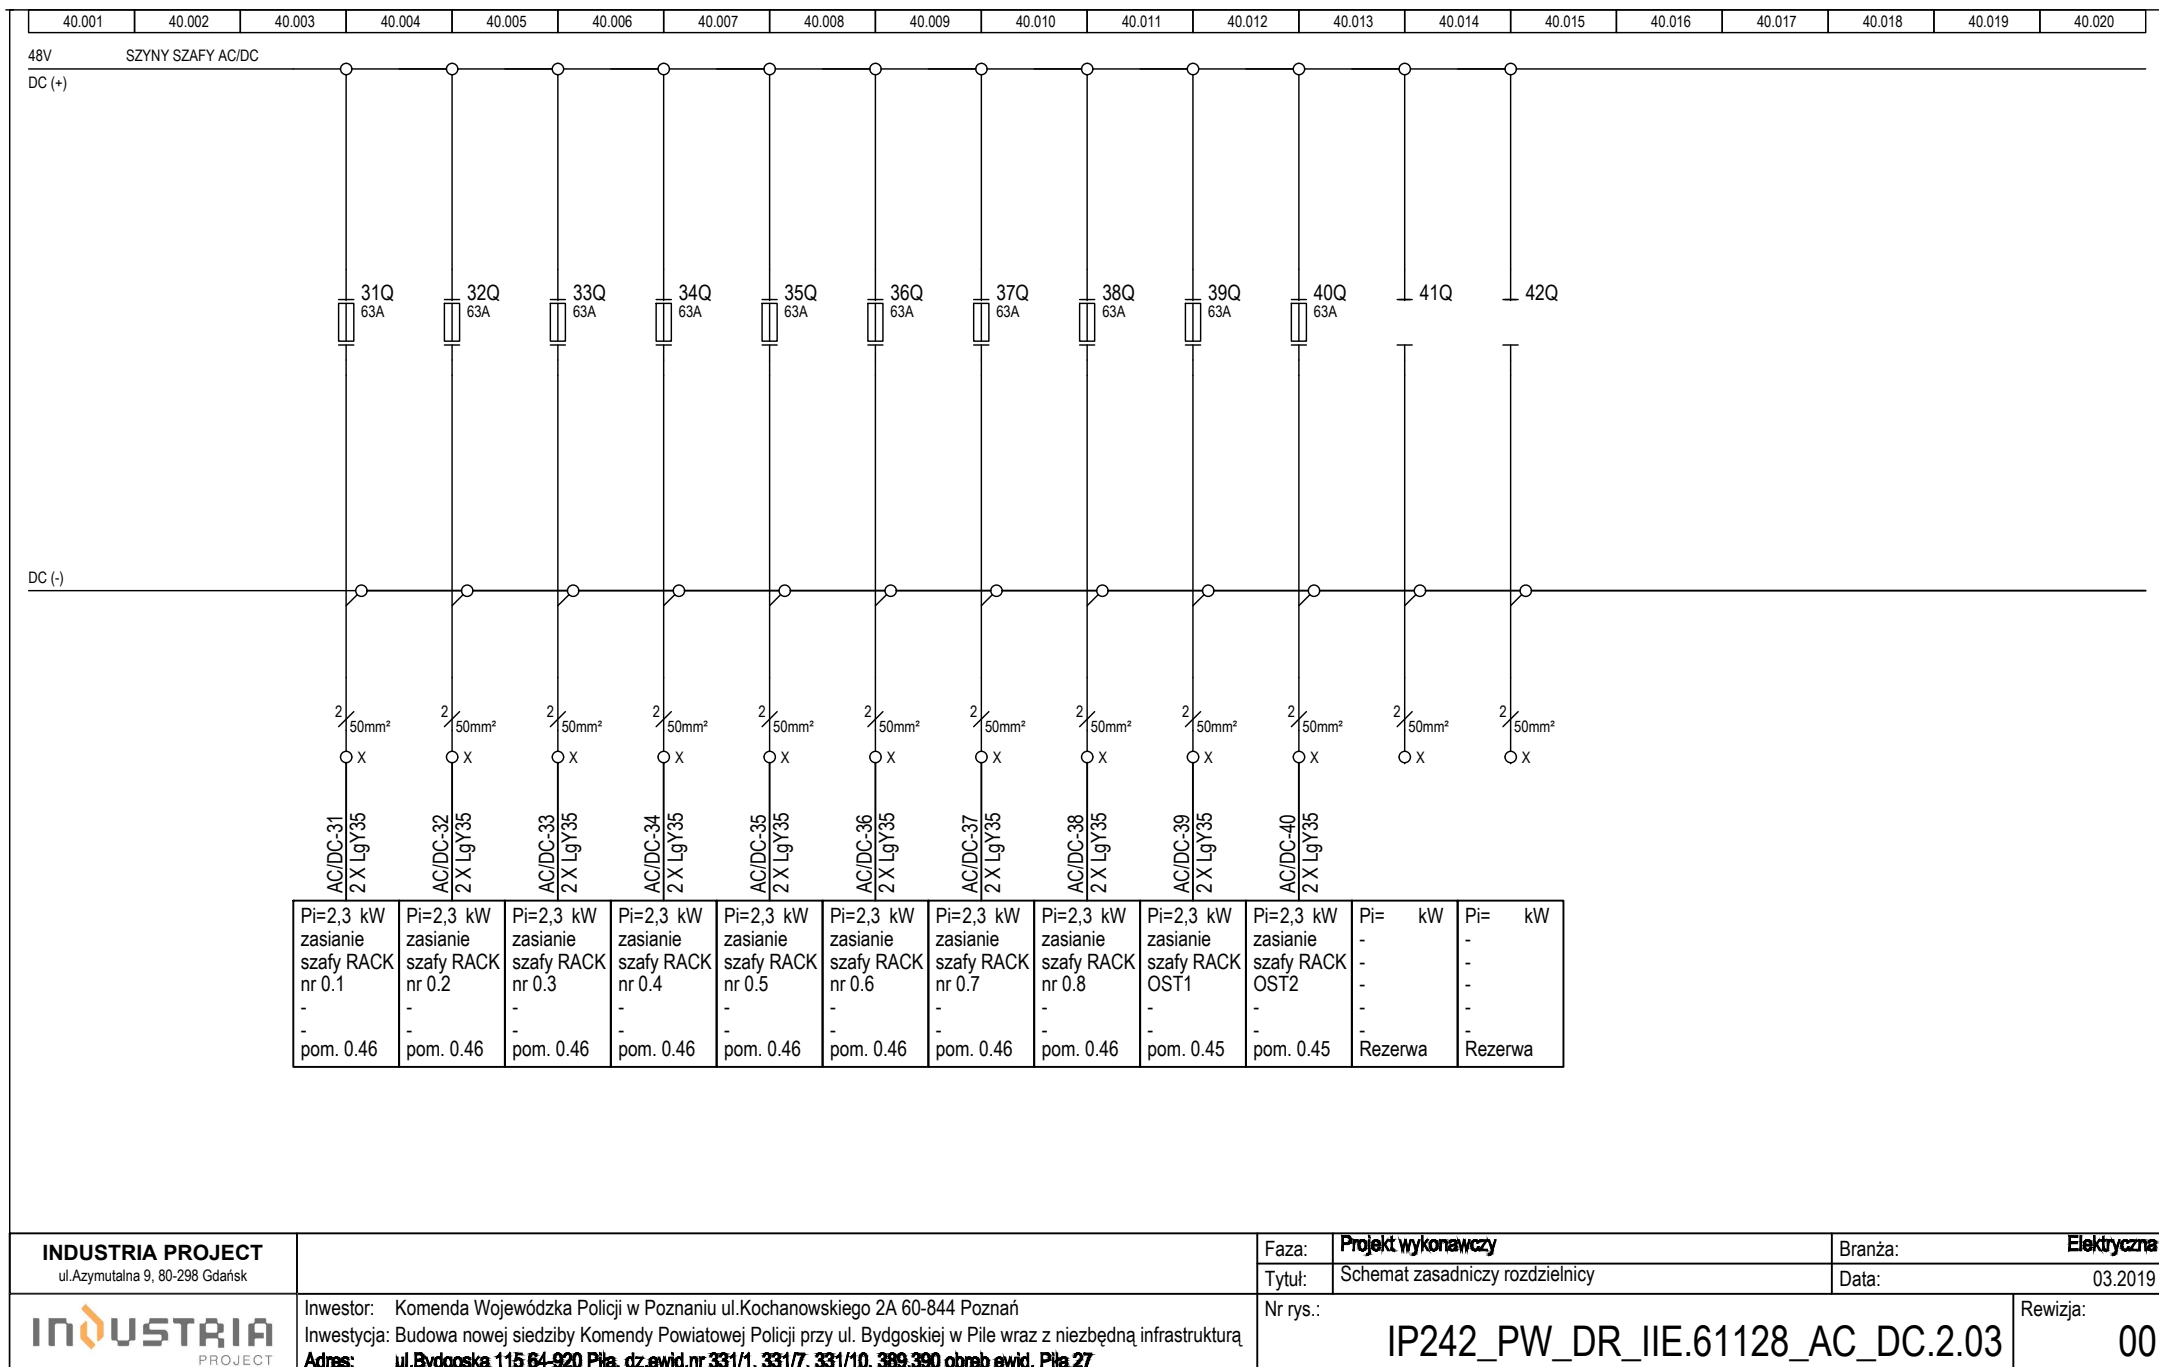 40.001 40.002 40.003 40.004 40.005 40.006 40.007 40.008 40.009 40.010 40.011 40.012 40.013 40.014 40.015 40.016 40.017 40.018 40.019 40.020
48V SZYNY SZAFY AC/DC
DC (+)
31Q 32Q 33Q 34Q 35Q 36Q 37Q 38Q 39Q 40Q 41Q 42Q
63A 63A 63A 63A 63A 63A 63A 63A 63A 63A
DC (-)
2 2 2 2 2 2 2 2 2 2 2 2
50mm² 50mm² 50mm² 50mm² 50mm² 50mm² 50mm² 50mm² 50mm² 50mm² 50mm² 50mm²
X X X X X X X X X X X X
AC/DC-31
2 X LgY35
AC/DC-32
2 X LgY35
AC/DC-33
2 X LgY35
AC/DC-34
2 X LgY35
AC/DC-35
2 X LgY35
AC/DC-36
2 X LgY35
AC/DC-37
2 X LgY35
AC/DC-38
2 X LgY35
AC/DC-39
2 X LgY35
AC/DC-40
2 X LgY35
Pi=2,3 kW
zasianie
szafy RACK
nr 0.1
-
-
pom. 0.46
Pi=2,3 kW
zasianie
szafy RACK
nr 0.2
-
-
pom. 0.46
Pi=2,3 kW
zasianie
szafy RACK
nr 0.3
-
-
pom. 0.46
Pi=2,3 kW
zasianie
szafy RACK
nr 0.4
-
-
pom. 0.46
Pi=2,3 kW
zasianie
szafy RACK
nr 0.5
-
-
pom. 0.46
Pi=2,3 kW
zasianie
szafy RACK
nr 0.6
-
-
pom. 0.46
Pi=2,3 kW
zasianie
szafy RACK
nr 0.7
-
-
pom. 0.46
Pi=2,3 kW
zasianie
szafy RACK
nr 0.8
-
-
pom. 0.46
Pi=2,3 kW
zasianie
szafy RACK
OST1
-
-
pom. 0.45
Pi=2,3 kW
zasianie
szafy RACK
OST2
-
-
pom. 0.45
Pi= kW
-
-
-
-
-
Rezerwa
Pi= kW
-
-
-
-
-
Rezerwa
INDUSTRIA PROJECT
ul.Azymutalna 9, 80-298 Gdańsk
INDUSTRIA
PROJECT
Inwestor: Komenda Wojewódzka Policji w Poznaniu ul.Kochanowskiego 2A 60-844 Poznań
Inwestycja: Budowa nowej siedziby Komendy Powiatowej Policji przy ul. Bydgoskiej w Pile wraz z niezbędną infrastrukturą
Adres: ul.Bydgoska 115 64-920 Piła, dz.ewid.nr 331/1, 331/7, 331/10, 389,390 obręb ewid. Piła 27
Faza: Projekt wykonawczy
Branża: Elektryczna
Tytuł: Schemat zasadniczy rozdzielnicy
Data: 03.2019
Nr rys.:
IP242_PW_DR_IIE.61128_AC_DC.2.03
Rewizja:
00